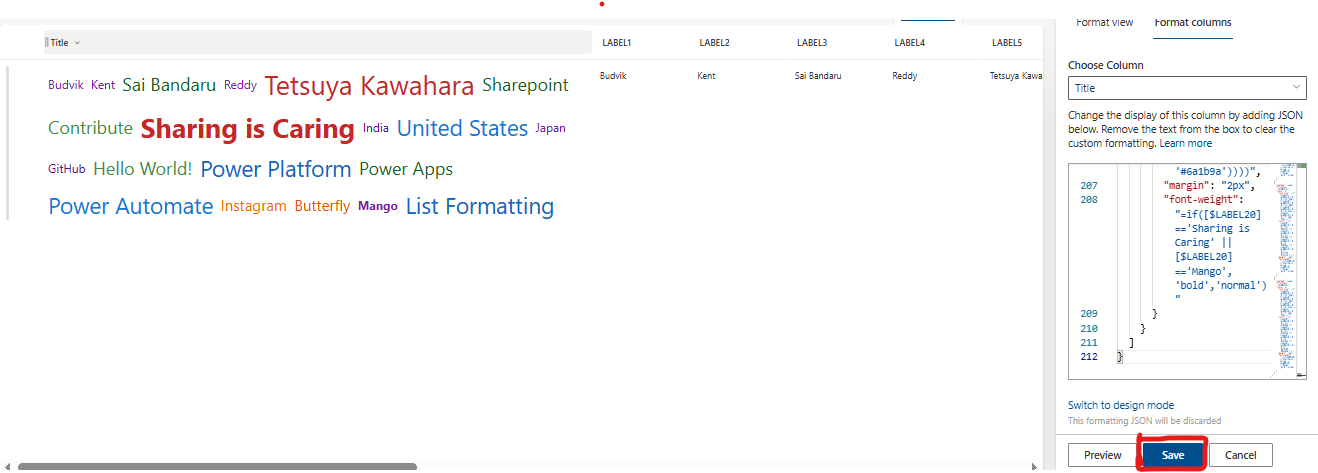 Format view Format columns
Title LABEL1 LABEL2 LABEL3 LABEL4 LABEL5
Budvik Kent Sai Bandaru Reddy Tetsuya Kawa
Budvik Kent Sai Bandaru Reddy Tetsuya Kawahara Sharepoint
Contribute Sharing is Caring India United States Japan
GitHub Hello World! Power Platform Power Apps
Power Automate Instagram Butterfly Mango List Formatting
Choose Column
Title
Change the display of this column by adding JSON
below. Remove the text from the box to clear the
custom formatting. Learn more
'#6a1b9a'))))",
207 "margin": "2px",
208 "font-weight":
"=if([$LABEL20]
=='Sharing is
Caring' ||
[$LABEL20]
=='Mango',
'bold','normal')
"
209 }
210 }
211 ]
212 }
Switch to design mode
This formatting JSON will be discarded
Preview Save Cancel